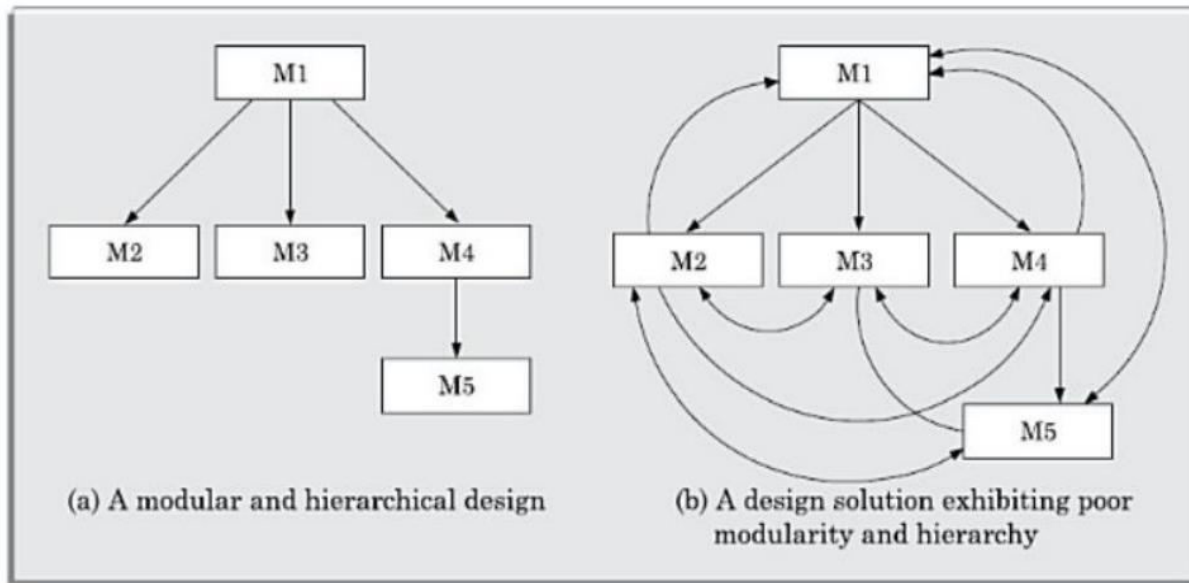 M1
M2
M3
M4
M5
(a) A modular and hierarchical design
M1
M2
M3
M4
M5
(b) A design solution exhibiting poor
modularity and hierarchy